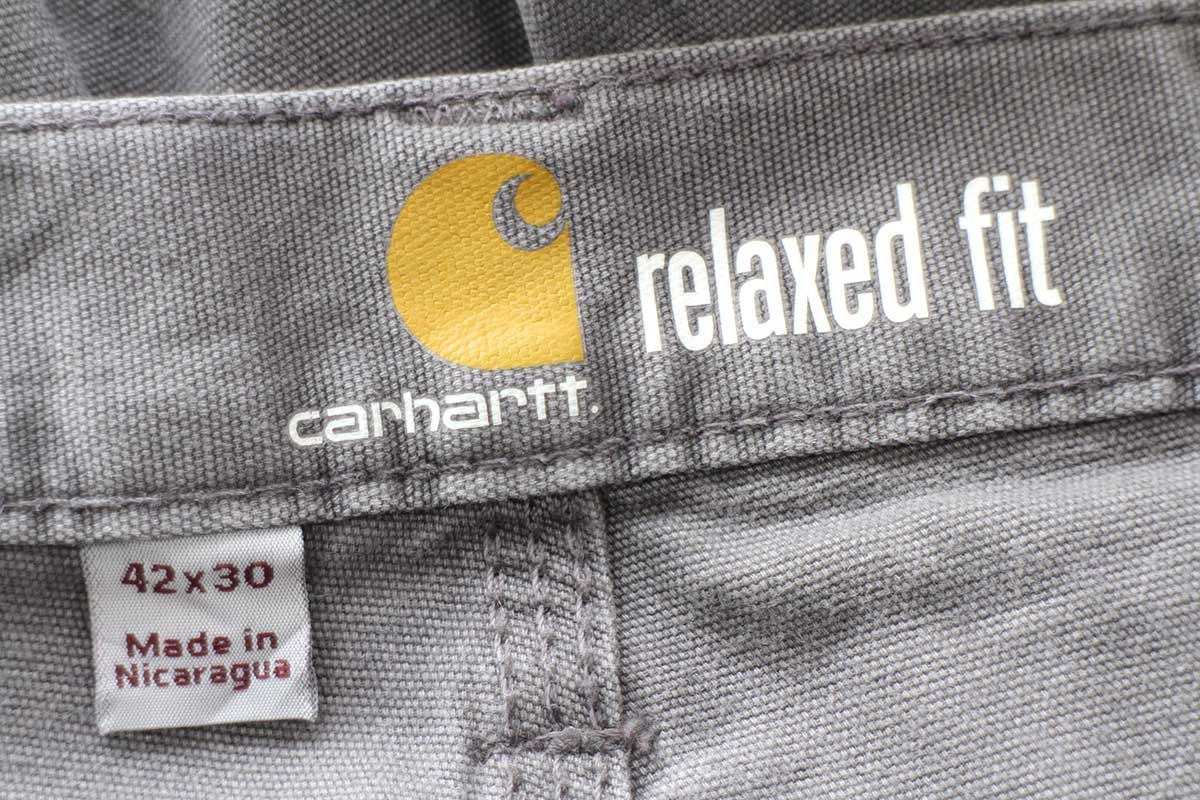 relaxed fit
carhartt.
42x30
Made in
Nicaragua